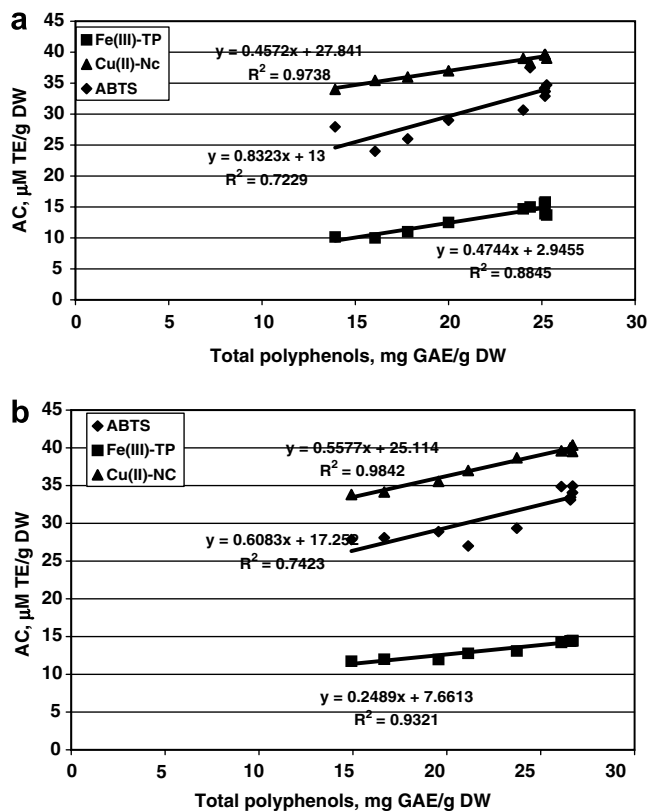 a
45
40
35
30
25
20
15
10
5
0
AC, μM TE/g DW
Fe(III)-TP
Cu(II)-Nc
ABTS
y = 0.4572x + 27.841
R² = 0.9738
y = 0.8323x + 13
R² = 0.7229
y = 0.4744x + 2.9455
R² = 0.8845
0 5 10 15 20 25 30
Total polyphenols, mg GAE/g DW
b
45
40
35
30
25
20
15
10
5
0
AC, μM TE/g DW
ABTS
Fe(III)-TP
Cu(II)-NC
y = 0.5577x + 25.114
R² = 0.9842
y = 0.6083x + 17.252
R² = 0.7423
y = 0.2489x + 7.6613
R² = 0.9321
0 5 10 15 20 25 30
Total polyphenols, mg GAE/g DW